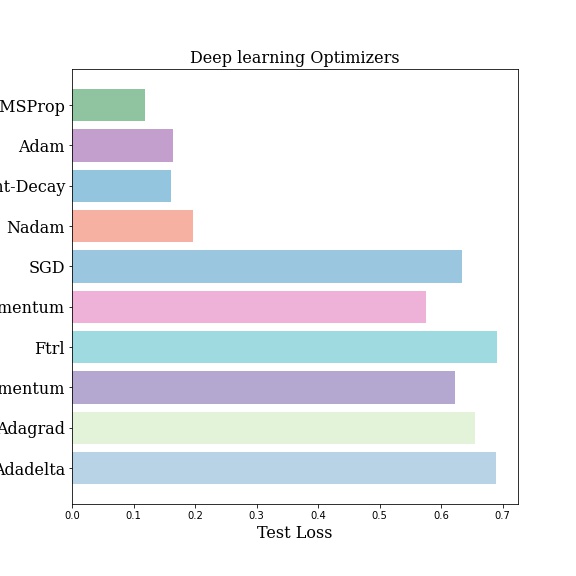 Deep learning Optimizers
MSProp
Adam
nt-Decay
Nadam
SGD
mentum
Ftrl
mentum
Adagrad
Adadelta
0.0 0.1 0.2 0.3 0.4 0.5 0.6 0.7
Test Loss